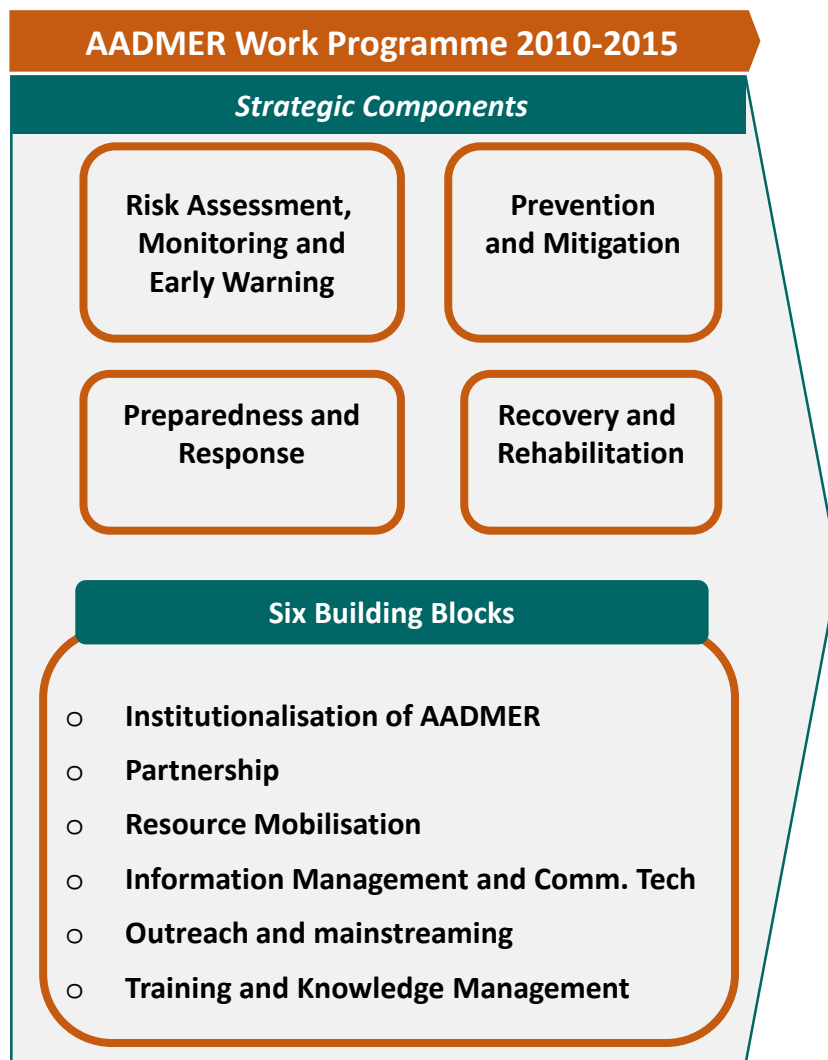 AADMER Work Programme 2010-2015
Strategic Components
Risk Assessment,
Monitoring and
Early Warning
Prevention
and Mitigation
Preparedness and
Response
Recovery and
Rehabilitation
Six Building Blocks
o Institutionalisation of AADMER
o Partnership
o Resource Mobilisation
o Information Management and Comm. Tech
o Outreach and mainstreaming
o Training and Knowledge Management